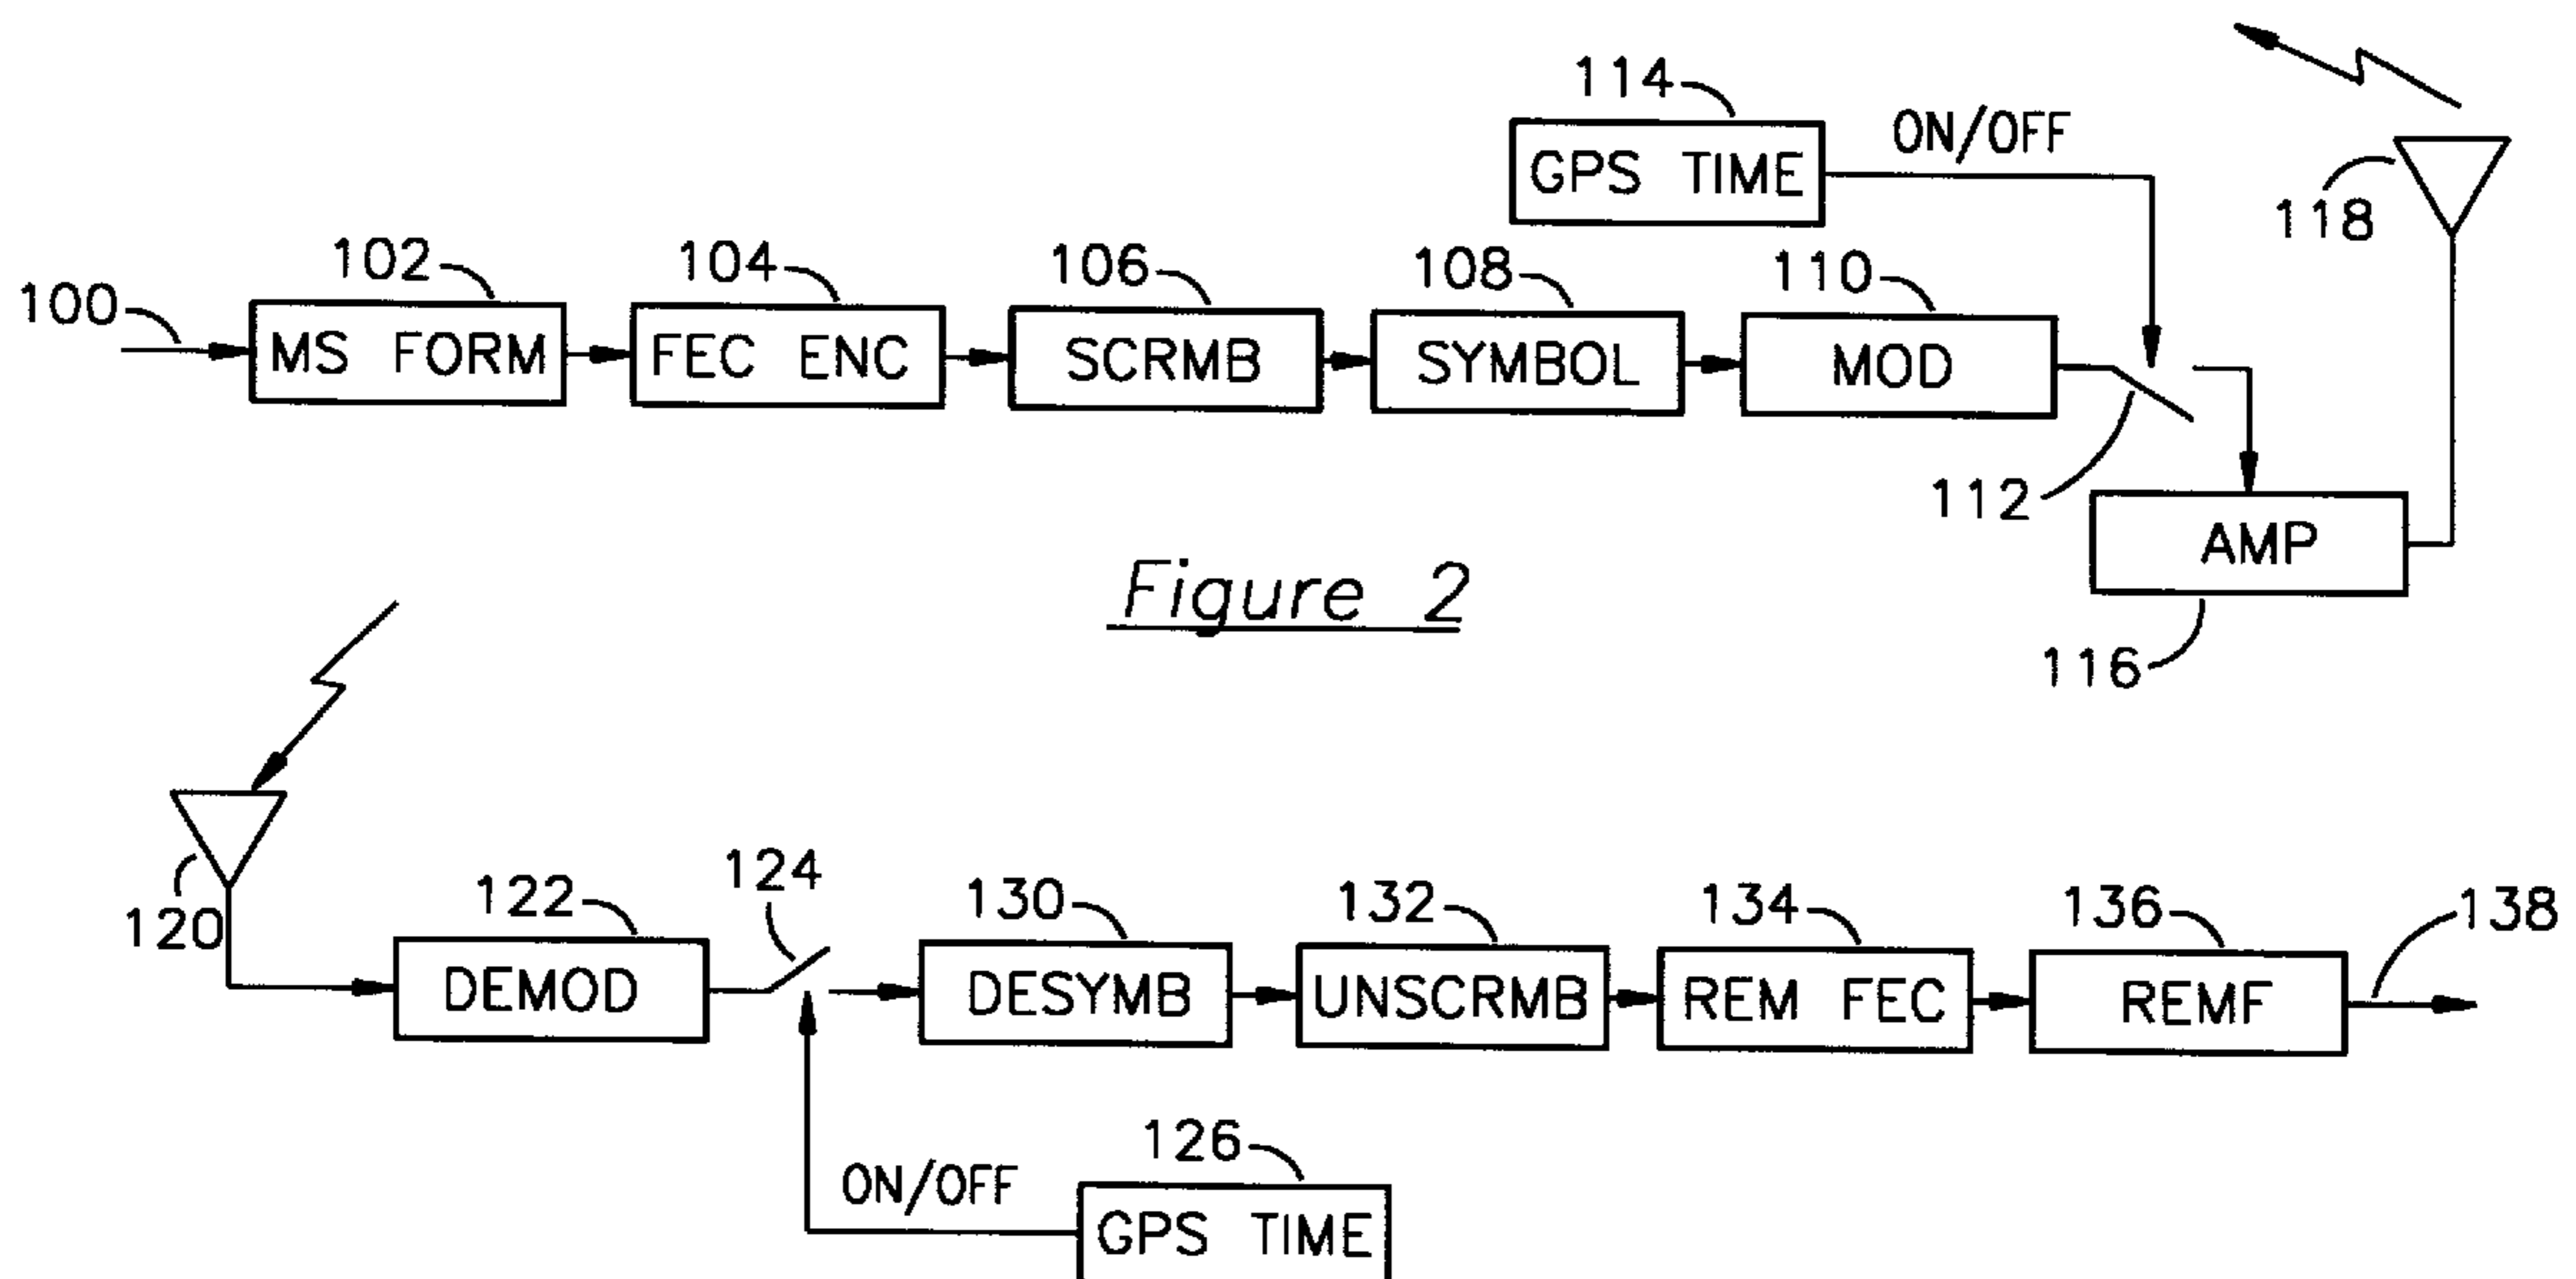 114
ON/OFF
GPS TIME
118
102
104
106
108
110
100
MS FORM
FEC ENC
SCRMB
SYMBOL
MOD
112
AMP
Figure 2
116
120
122
124
130
132
134
136
138
DEMOD
DESYMB
UNSCRMB
REM FEC
REMF
126
ON/OFF
GPS TIME